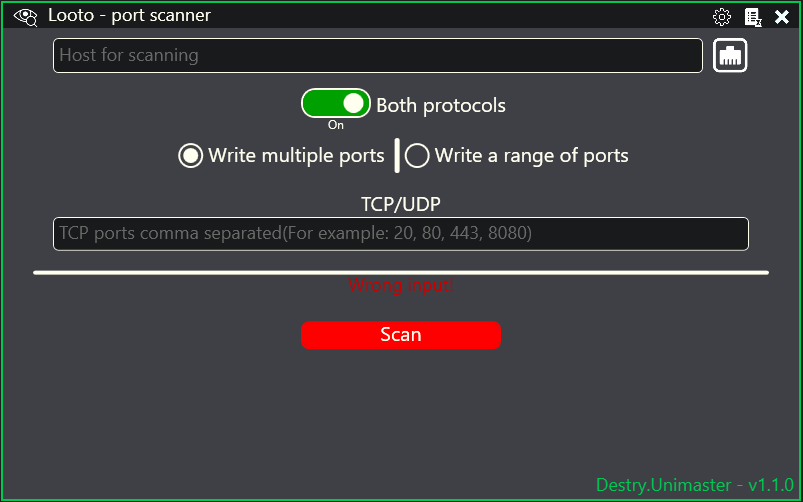 Looto - port scanner
Host for scanning
Both protocols
On
Write multiple ports
Write a range of ports
TCP/UDP
TCP ports comma separated(For example: 20, 80, 443, 8080)
Wrong input!
Scan
Destry.Unimaster - v1.1.0